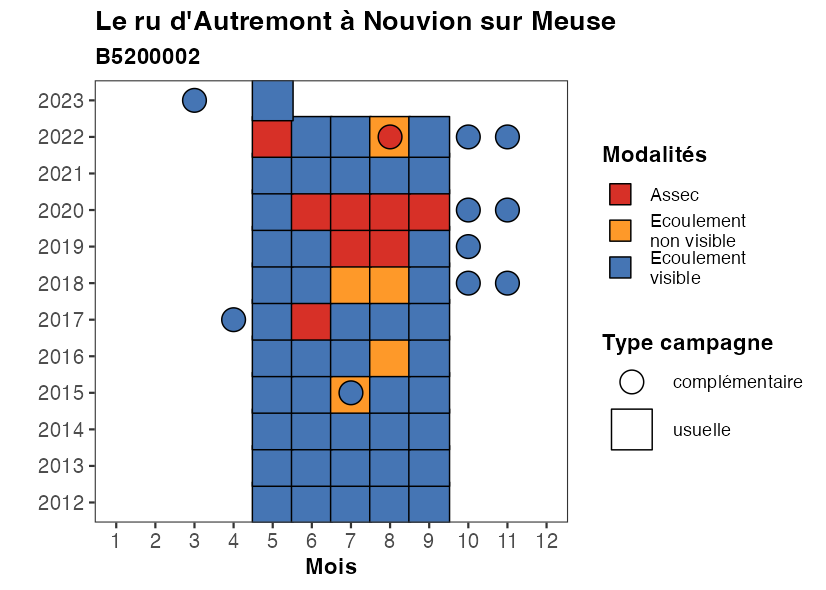 Le ru d'Autremont à Nouvion sur Meuse
B5200002
2023
2022
2021
2020
2019
2018
2017
2016
2015
2014
2013
2012
1 2 3 4 5 6 7 8 9 10 11 12
Mois
Modalités
Assec
Ecoulement
non visible
Ecoulement
visible
Type campagne
complémentaire
usuelle